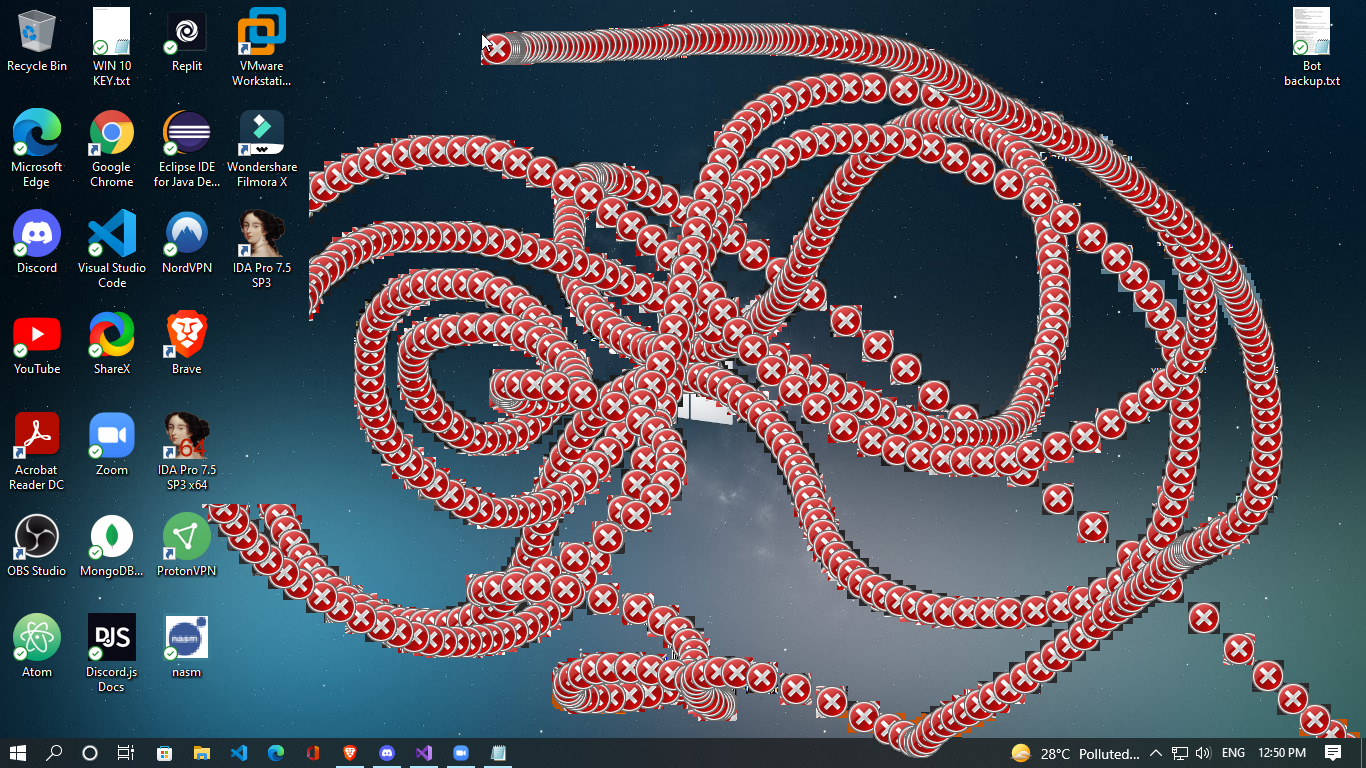 Recycle Bin
WIN 10
KEY.txt
Replit
VMware
Workstati...
Bot
backup.txt
Microsoft
Edge
Google
Chrome
Eclipse IDE
for Java De...
Wondershare
Filmora X
Discord
Visual Studio
Code
NordVPN
IDA Pro 7.5
SP3
YouTube
ShareX
Brave
Acrobat
Reader DC
Zoom
64
IDA Pro 7.5
SP3 x64
OBS Studio
MongoDB...
ProtonVPN
Atom
DJS
Discord.js
Docs
nasm
nasm
28°C Polluted... ENG 12:50 PM